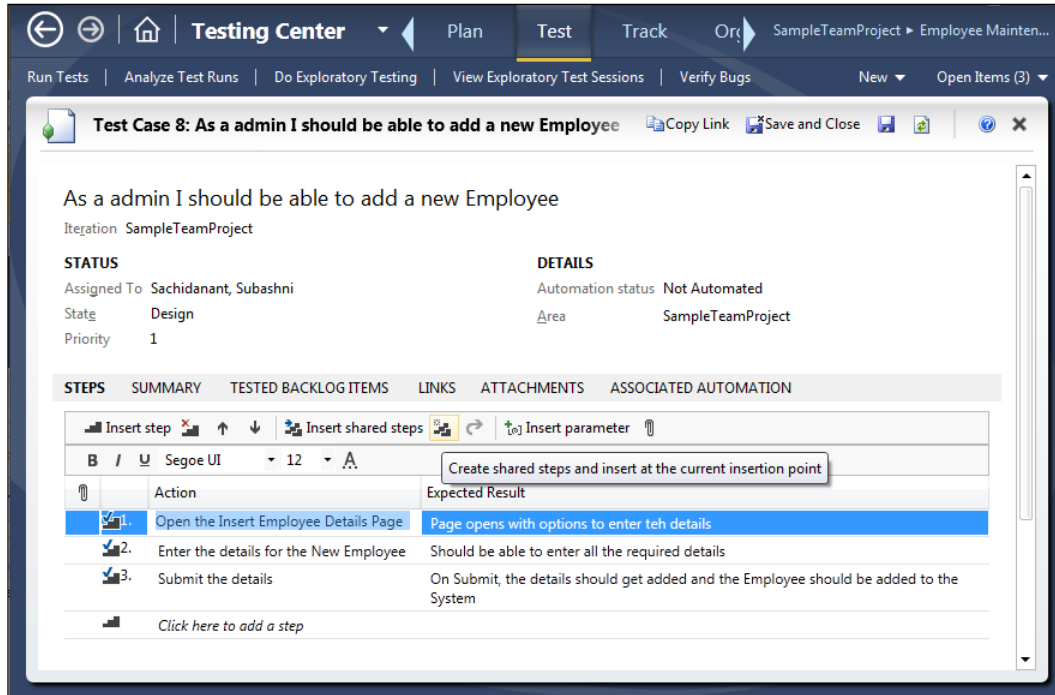 Testing Center Plan Test Track Org SampleTeamProject ▸ Employee Mainten...
Run Tests | Analyze Test Runs | Do Exploratory Testing | View Exploratory Test Sessions | Verify Bugs New Open Items (3)
Test Case 8: As a admin I should be able to add a new Employee Copy Link Save and Close
As a admin I should be able to add a new Employee
Iteration SampleTeamProject
STATUS DETAILS
Assigned To Sachidanant, Subashni Automation status Not Automated
State Design Area SampleTeamProject
Priority 1
STEPS SUMMARY TESTED BACKLOG ITEMS LINKS ATTACHMENTS ASSOCIATED AUTOMATION
Insert step Insert shared steps Insert parameter
B I U Segoe UI 12 A
Create shared steps and insert at the current insertion point
Action Expected Result
1. Open the Insert Employee Details Page Page opens with options to enter teh details
2. Enter the details for the New Employee Should be able to enter all the required details
3. Submit the details On Submit, the details should get added and the Employee should be added to the
System
Click here to add a step